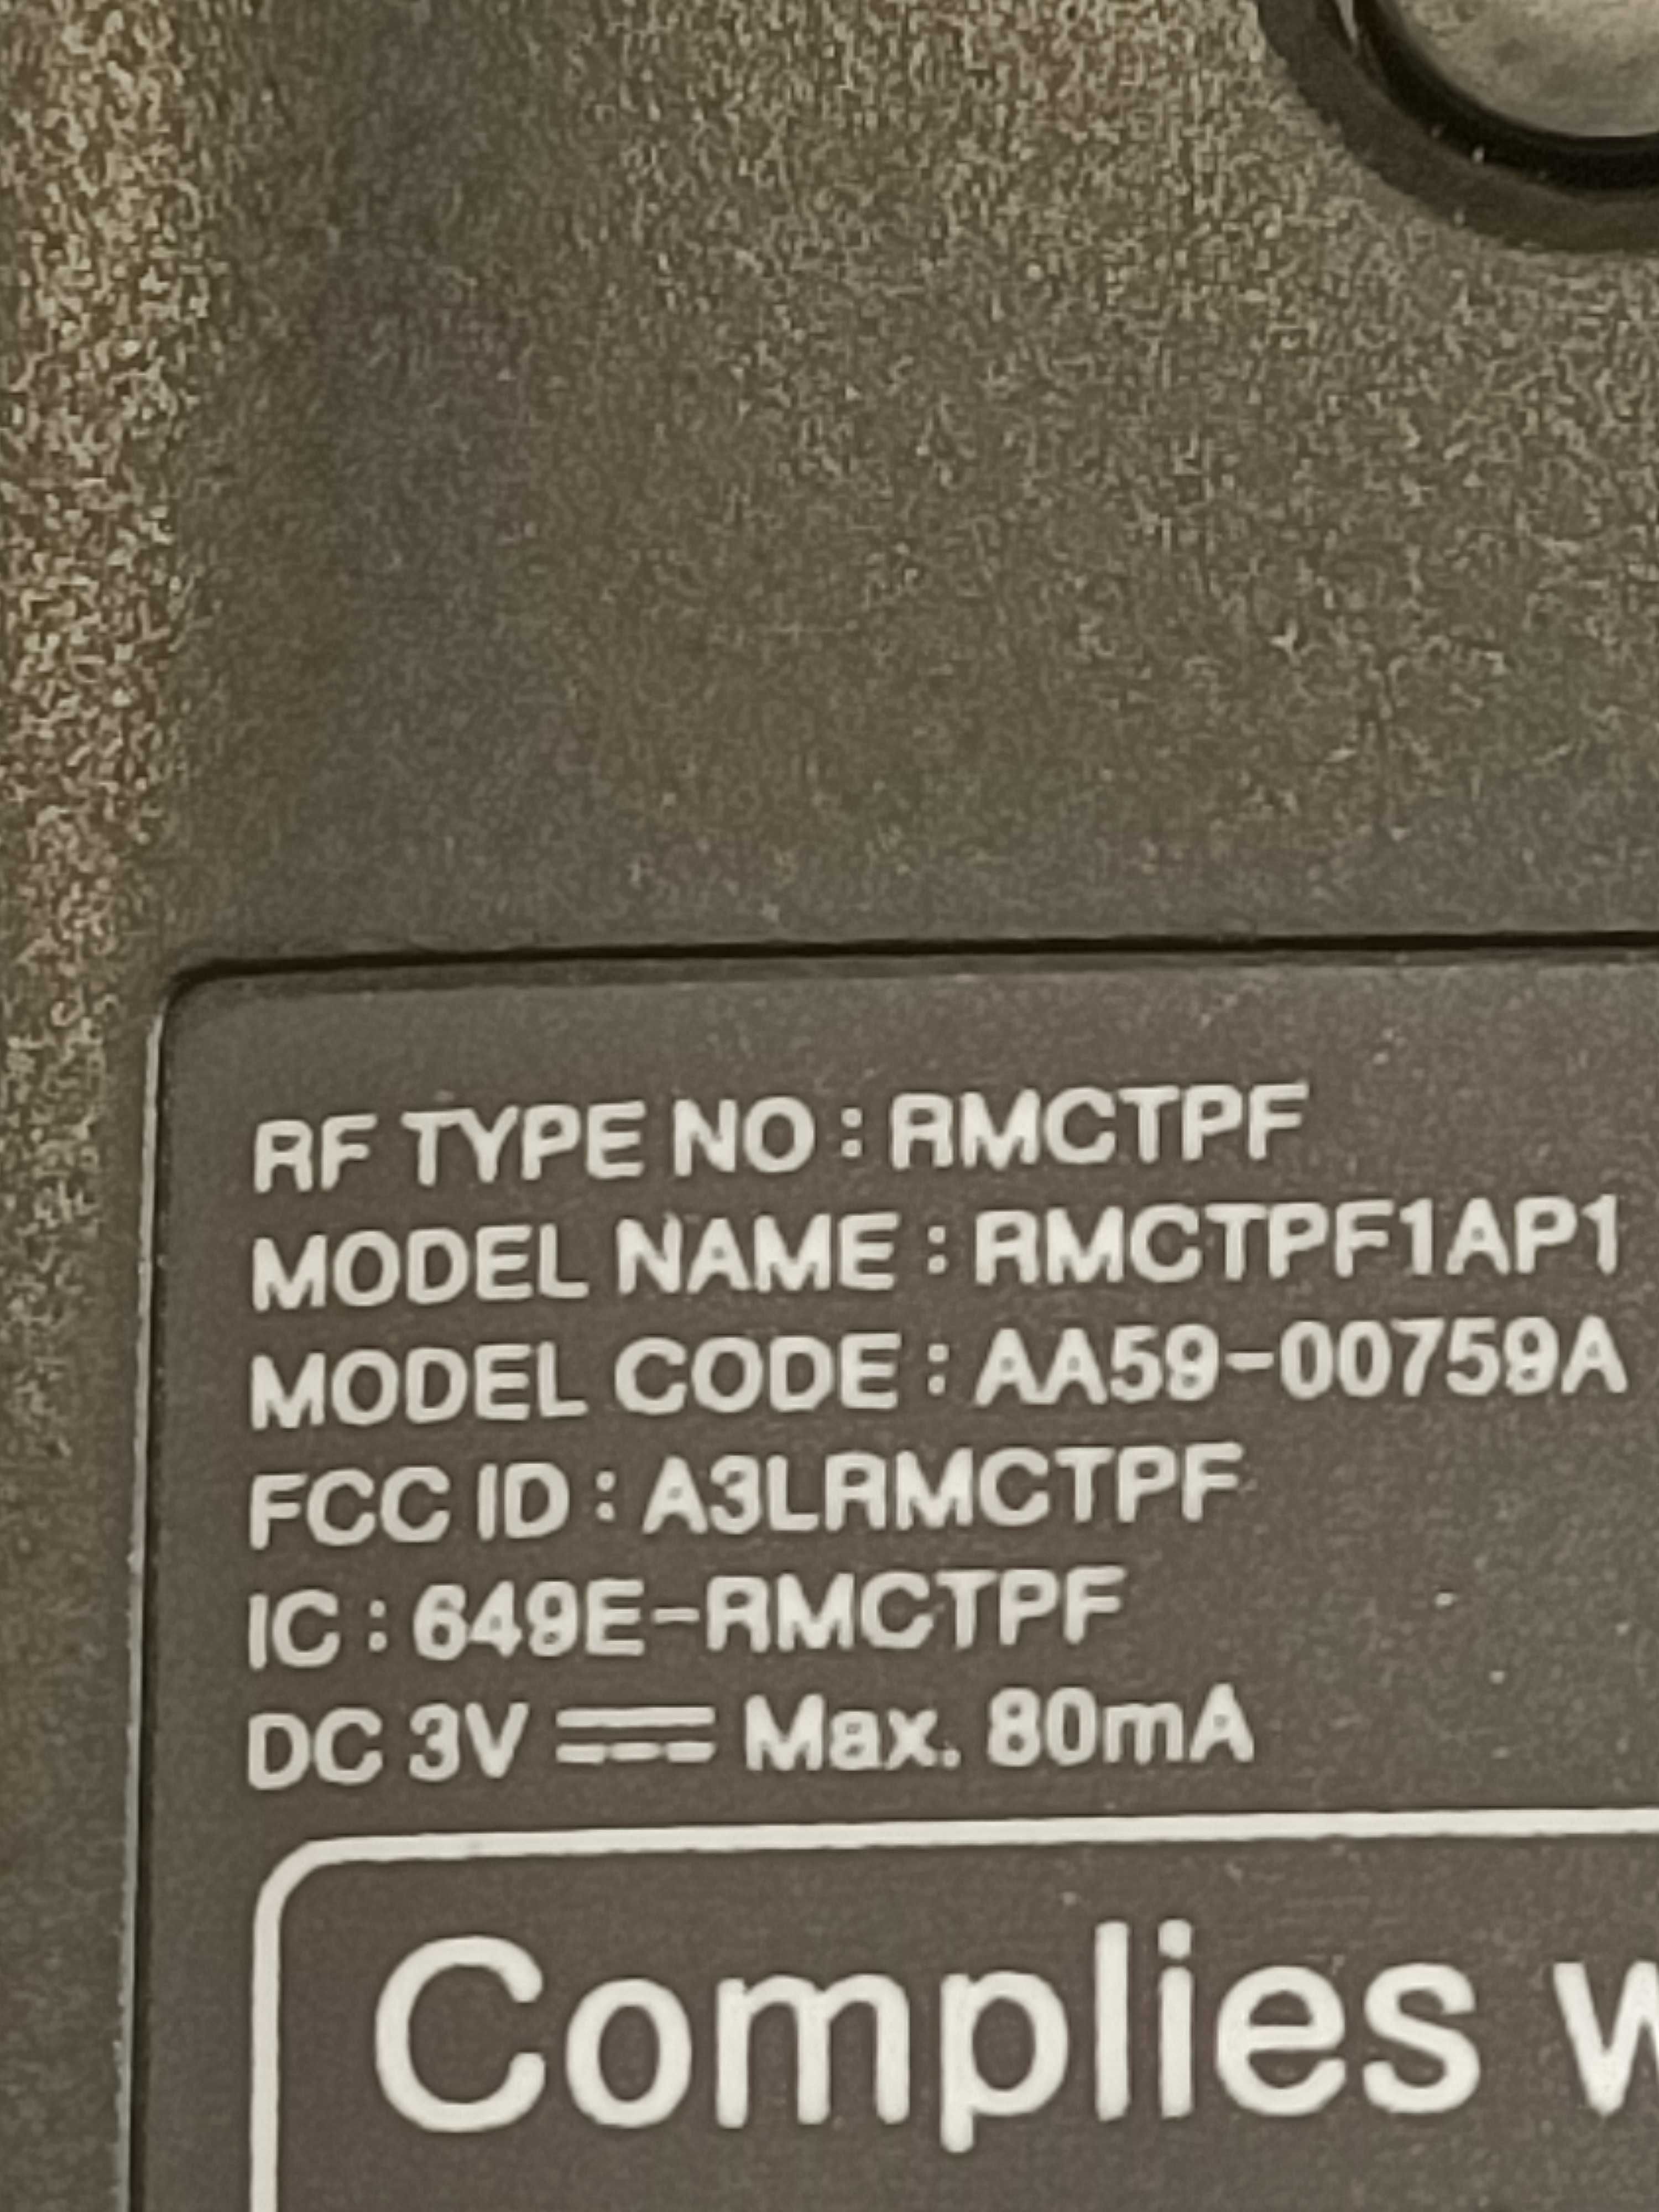 RF TYPE NO : RMCTPF
MODEL NAME : RMCTPF1AP1
MODEL CODE : AA59-00759A
FCC ID : A3LRMCTPF
IC : 649E-RMCTPF
DC 3V ⎓ Max. 80mA
Complies